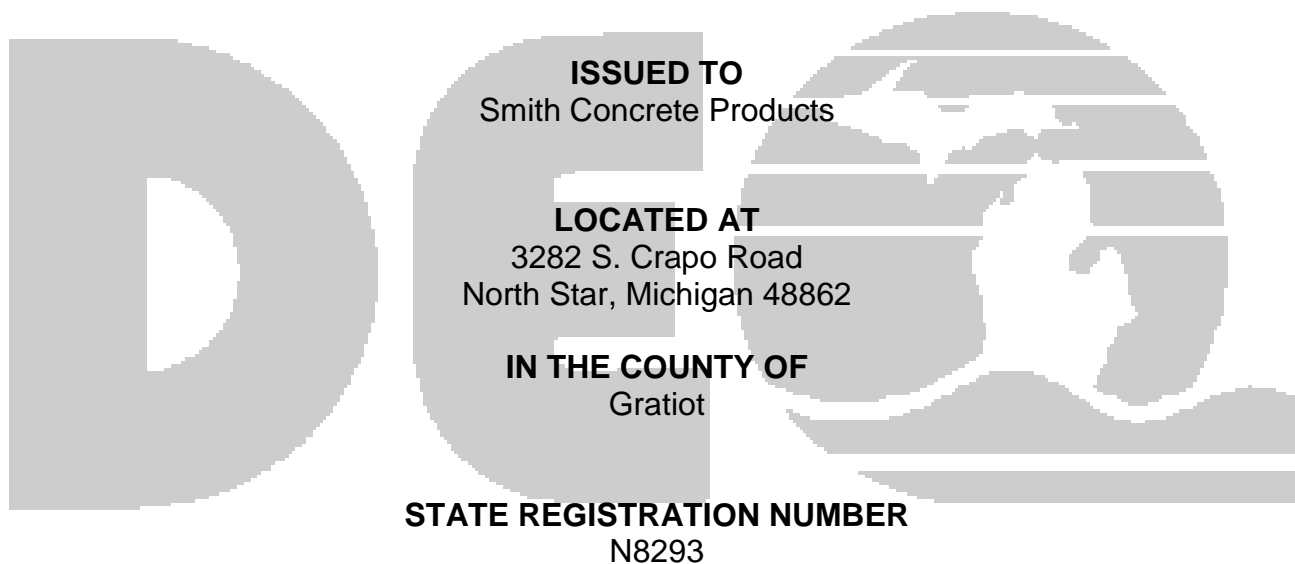 DEQ
ISSUED TO
Smith Concrete Products
LOCATED AT
3282 S. Crapo Road
North Star, Michigan 48862
IN THE COUNTY OF
Gratiot
STATE REGISTRATION NUMBER
N8293